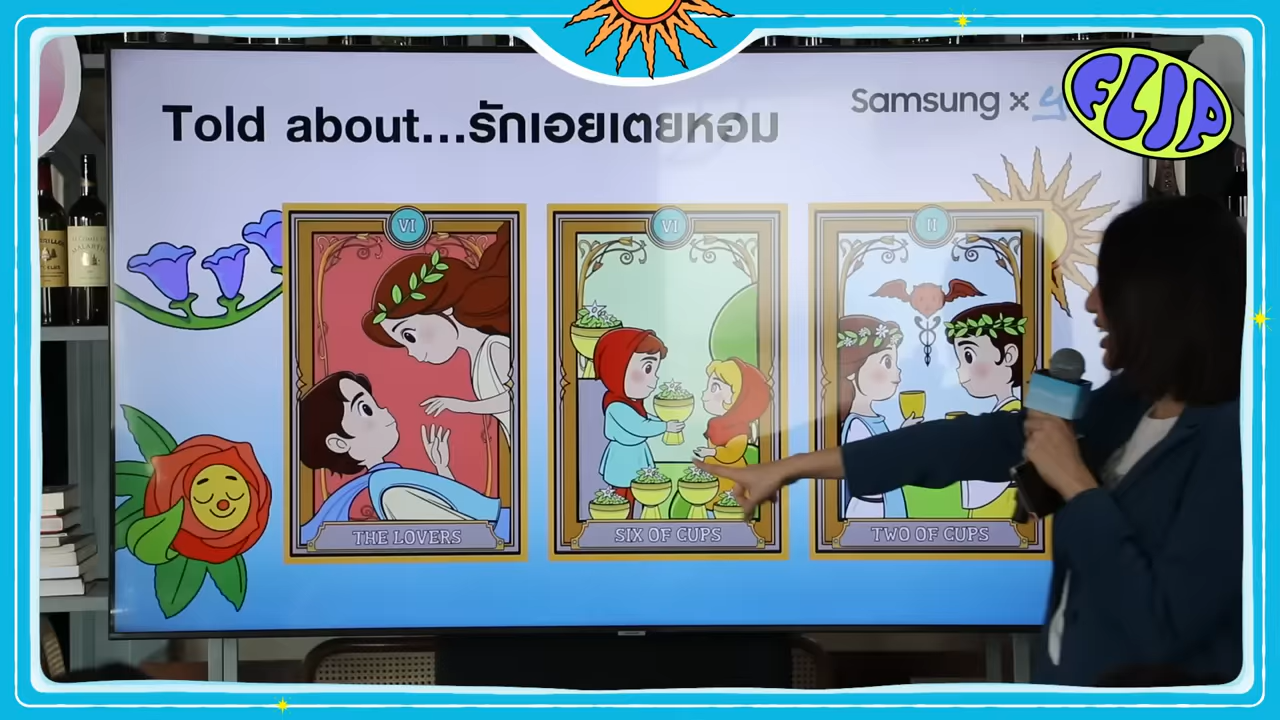 Told about...รักเอยเตยหอม
Samsung x
FLIP
VI
VI
II
THE LOVERS
SIX OF CUPS
TWO OF CUPS